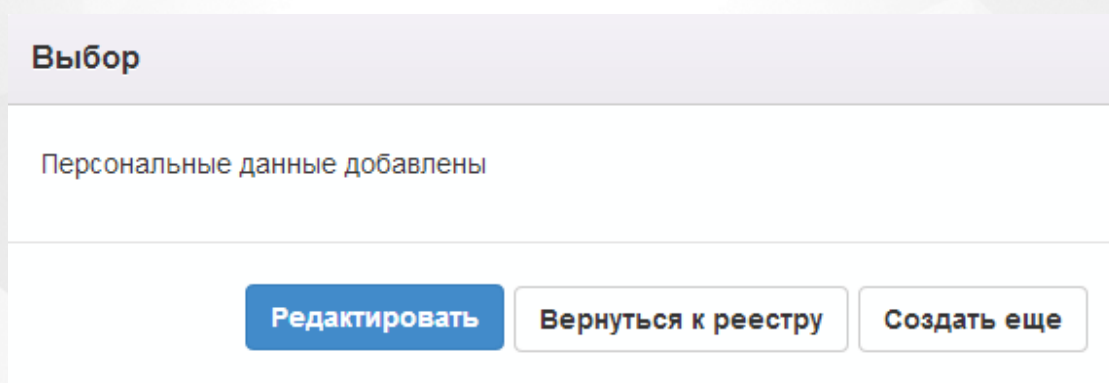 Выбор
Персональные данные добавлены
Редактировать Вернуться к реестру Создать еще